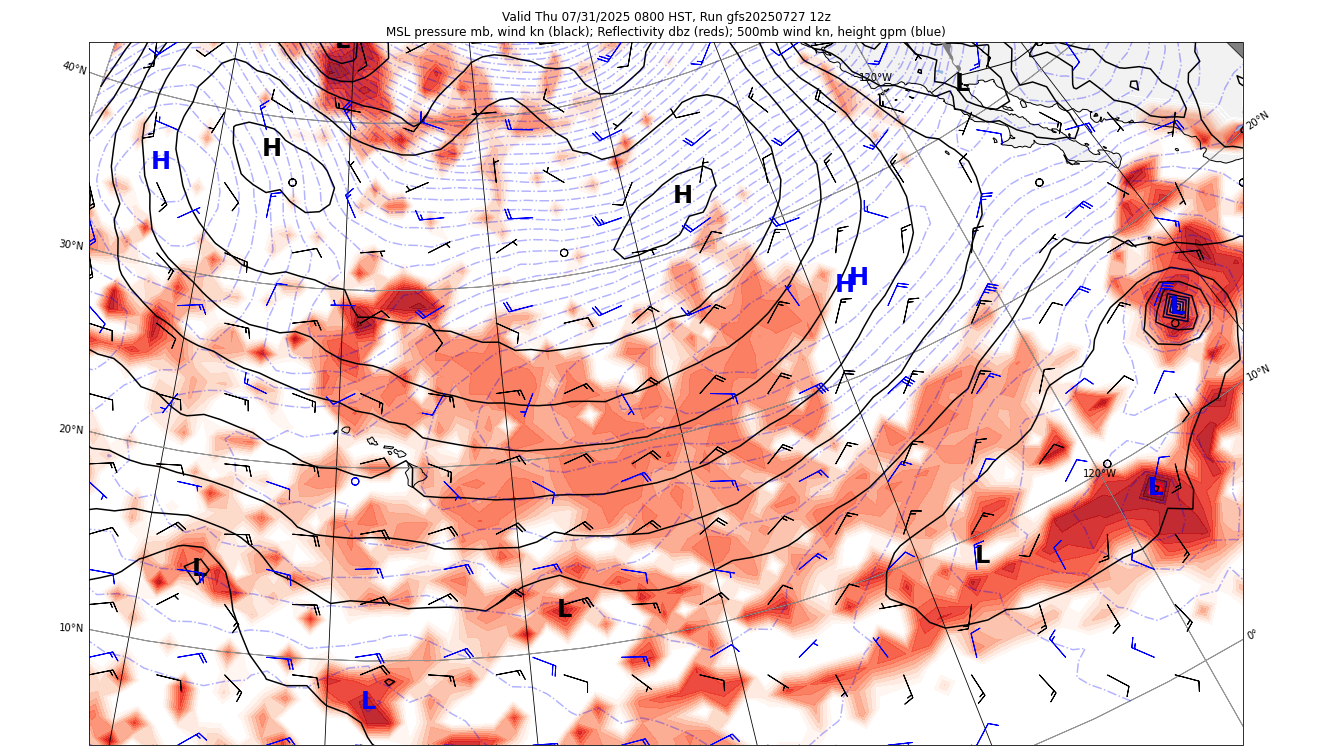 Valid Thu 07/31/2025 0800 HST, Run gfs20250727 12z
MSL pressure mb, wind kn (black); Reflectivity dbz (reds); 500mb wind kn, height gpm (blue)
L
40°N
120°W
L
20°N
H
H
H
30°N
H
H
L
10°N
20°N
120°W
L
L
L
L
10°N
0°
L